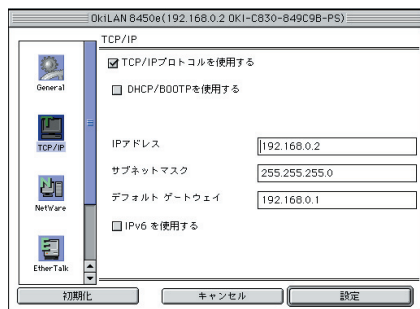 OkiLAN 8450e(192.168.0.2 OKI-C830-849C9B-PS)
TCP/IP
General
TCP/IP
NetWare
EtherTalk
TCP/IPプロトコルを使用する
DHCP/BOOTPを使用する
IPアドレス 192.168.0.2
サブネットマスク 255.255.255.0
デフォルト ゲートウェイ 192.168.0.1
IPv6 を使用する
初期化 キャンセル 設定